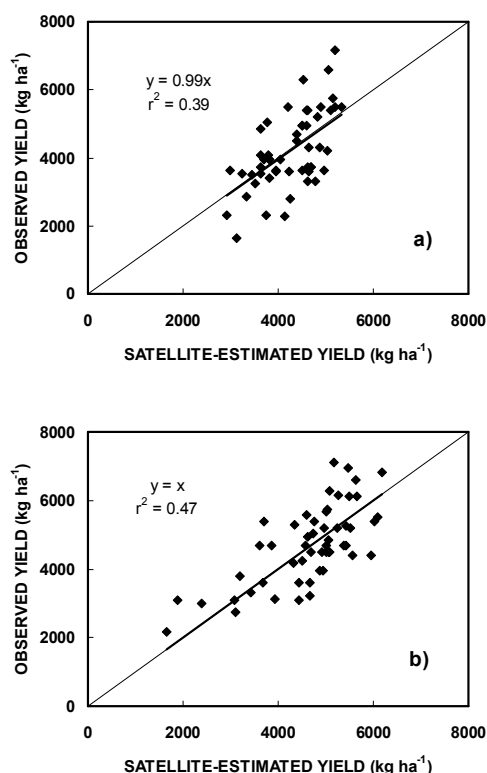 8000
6000
4000
2000
0
OBSERVED YIELD (kg ha-1)
y = 0.99x
r2 = 0.39
a)
0 2000 4000 6000 8000
SATELLITE-ESTIMATED YIELD (kg ha-1)
8000
6000
4000
2000
0
OBSERVED YIELD (kg ha-1)
y = x
r2 = 0.47
b)
0 2000 4000 6000 8000
SATELLITE-ESTIMATED YIELD (kg ha-1)